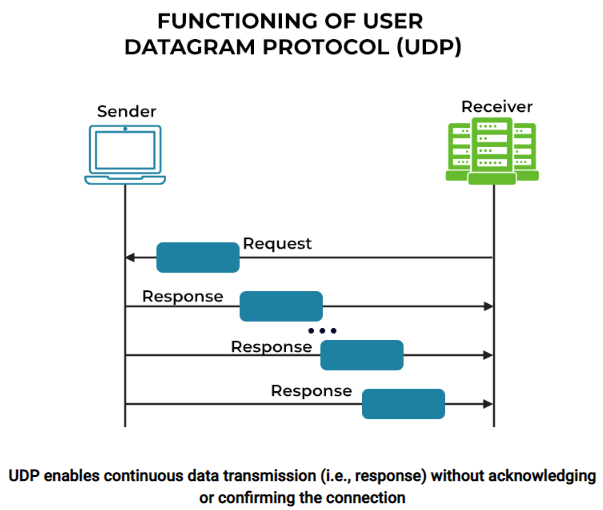 FUNCTIONING OF USER
DATAGRAM PROTOCOL (UDP)
Sender
Receiver
Request
Response
Response
Response
UDP enables continuous data transmission (i.e., response) without acknowledging
or confirming the connection